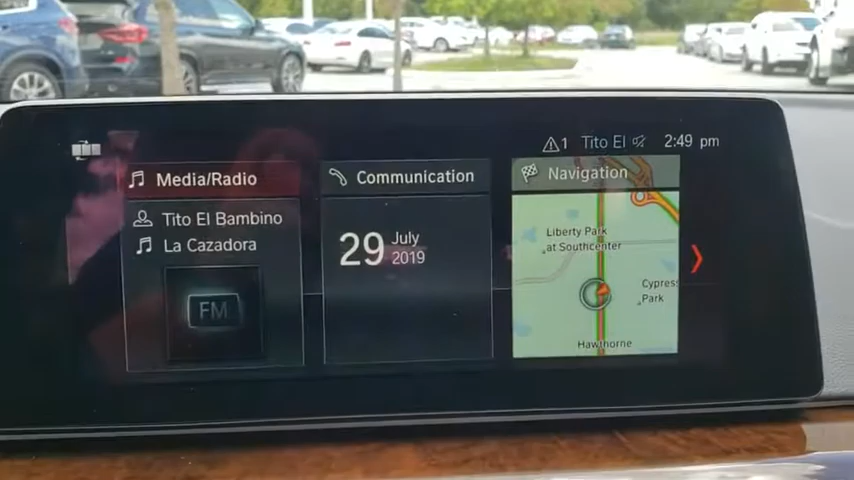 1 Tito El 2:49 pm
Media/Radio
Tito El Bambino
La Cazadora
FM
Communication
29
July
2019
Navigation
Liberty Park
at Southcenter
Cypress
Park
Hawthorne